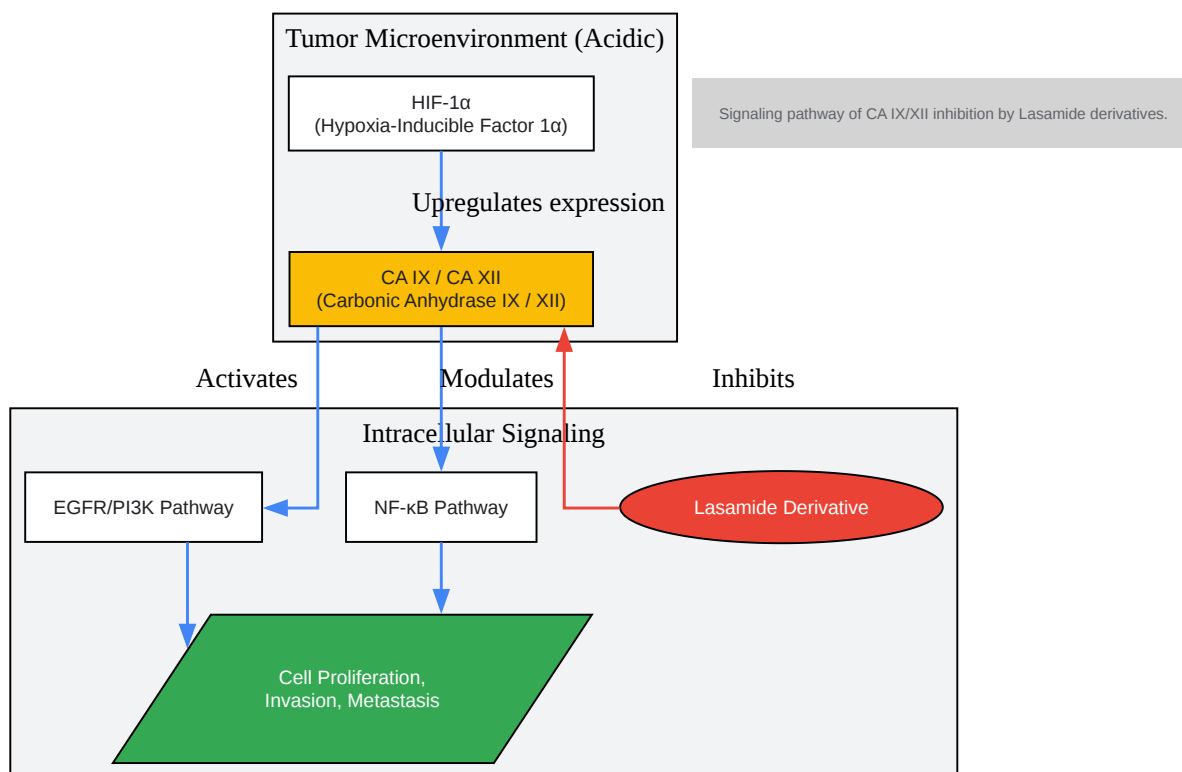 Tumor Microenvironment (Acidic)
HIF-1α
(Hypoxia-Inducible Factor 1α)
Signaling pathway of CA IX/XII inhibition by Lasamide derivatives.
Upregulates expression
CA IX / CA XII
(Carbonic Anhydrase IX / XII)
Activates
Modulates
Inhibits
Intracellular Signaling
EGFR/PI3K Pathway
NF-κB Pathway
Lasamide Derivative
Cell Proliferation,
Invasion, Metastasis